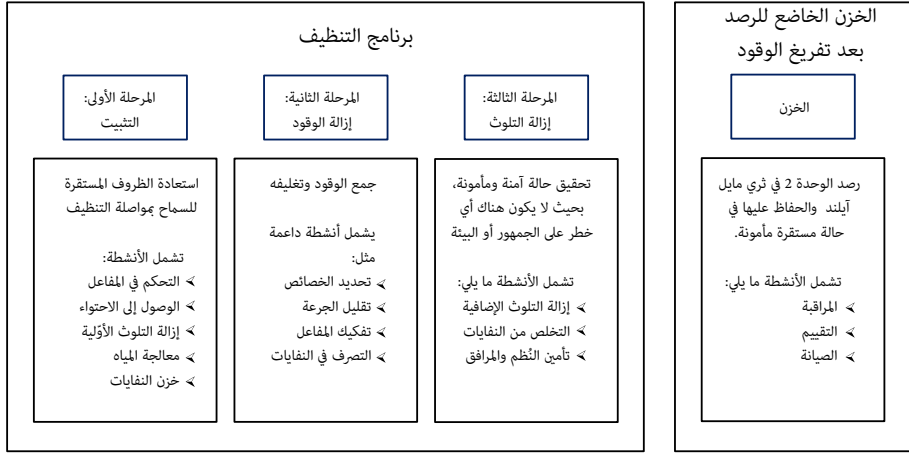 برنامج التنظيف
المرحلة الأولى:
التثبيت
استعادة الظروف المستقرة
للسماح بمواصلة التنظيف
تشمل الأنشطة:
➢ التحكم في المفاعل
➢ الوصول إلى الاحتواء
➢ إزالة التلوث الأوّلية
➢ معالجة المياه
➢ خزن النفايات
المرحلة الثانية:
إزالة الوقود
جمع الوقود وتغليفه
يشمل أنشطة داعمة
مثل:
➢ تحديد الخصائص
➢ تقليل الجرعة
➢ تفكيك المفاعل
➢ التصرف في النفايات
المرحلة الثالثة:
إزالة التلوث
تحقيق حالة آمنة ومأمونة،
بحيث لا يكون هناك أي
خطر على الجمهور أو البيئة
تشمل الأنشطة ما يلي:
➢ إزالة التلوث الإضافية
➢ التخلص من النفايات
➢ تأمين النُظم والمرافق
الخزن الخاضع للرصد
بعد تفريغ الوقود
الخزن
رصد الوحدة 2 في ثري مايل
آيلند والحفاظ عليها في
حالة مستقرة مأمونة.
تشمل الأنشطة ما يلي:
➢ المراقبة
➢ التقييم
➢ الصيانة